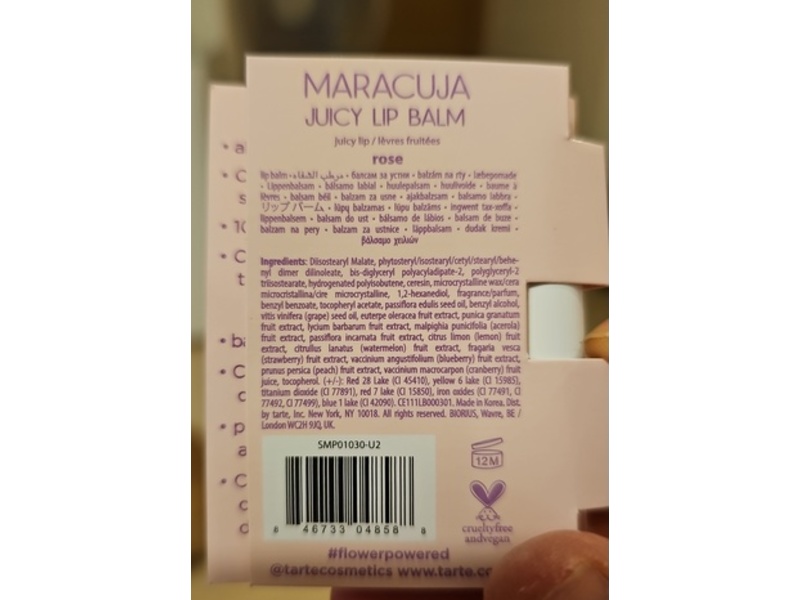 MARACUJA
JUICY LIP BALM
juicy lip / lèvres fruitées
rose
lip balm • مرطب الشفاه • балсам за устни • balzám na rty • læbepomade
• Lippenbalsam • bálsamo labial • huulepalsam • huulivoide • baume à
lèvres • balsam bêl • balzam za usne • ajakbalzsam • balsamo labbra •
リップ バーム • lūpų balzamas • lūpu balzāms • ingwent tax-xoffa •
lippenbalsem • balsam do ust • bálsamo de lábios • balsam de buze •
balzam na pery • balzam za ustnice • läppbalsam • dudak kremi •
βάλσαμο χειλιών
Ingredients: Diisostearyl Malate, phytosteryl/isostearyl/cetyl/stearyl/behe-
nyl dimer dilinoleate, bis-diglyceryl polyacyladipate-2, polyglyceryl-2
triisostearate, hydrogenated polyisobutene, ceresin, microcrystalline wax/cera
microcristallina/cire microcrystalline, 1,2-hexanediol, fragrance/parfum,
benzyl benzoate, tocopheryl acetate, passiflora edulis seed oil, benzyl alcohol,
vitis vinifera (grape) seed oil, euterpe oleracea fruit extract, punica granatum
fruit extract, lycium barbarum fruit extract, malpighia punicifolia (acerola)
fruit extract, passiflora incarnata fruit extract, citrus limon (lemon) fruit
extract, citrullus lanatus (watermelon) fruit extract, fragaria vesca
(strawberry) fruit extract, vaccinium angustifolium (blueberry) fruit extract,
prunus persica (peach) fruit extract, vaccinium macrocarpon (cranberry) fruit
juice, tocopherol. (+/-): Red 28 Lake (CI 45410), yellow 6 lake (CI 15985),
titanium dioxide (CI 77891), red 7 lake (CI 15850), iron oxides (CI 77491, CI
77492, CI 77499), blue 1 lake (CI 42090). CE111LB000301. Made in Korea. Dist.
by tarte, Inc. New York, NY 10018. All rights reserved. BIORIUS, Wavre, BE /
London WC2H 9JQ, UK.
SMP01030-U2
8 46733 04858 8
12M
crueltyfree
andvegan
#flowerpowered
@tartecosmetics www.tarte.co